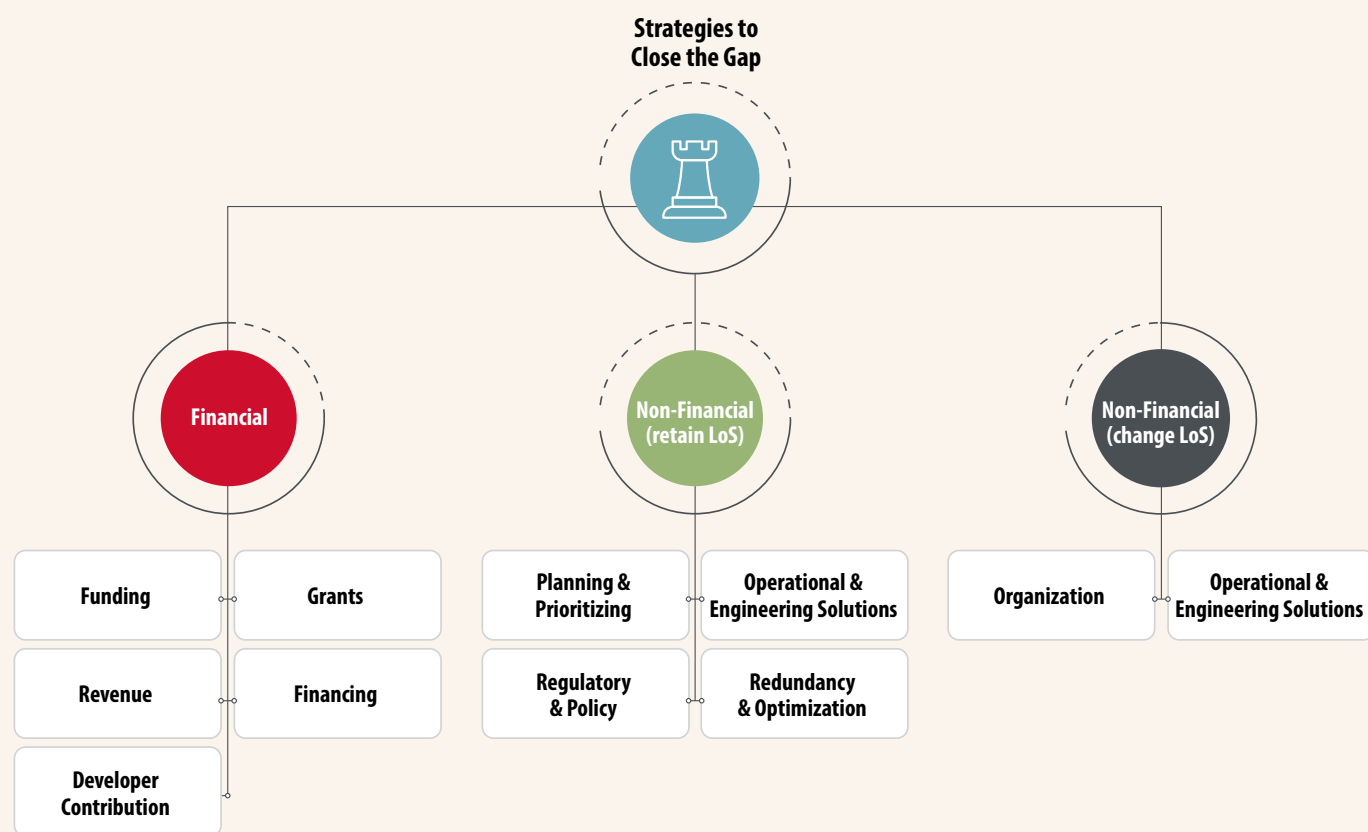 Strategies to
Close the Gap
Financial
Non-Financial
(retain LoS)
Non-Financial
(change LoS)
Funding
Grants
Revenue
Financing
Developer
Contribution
Planning &
Prioritizing
Operational &
Engineering Solutions
Regulatory
& Policy
Redundancy
& Optimization
Organization
Operational &
Engineering Solutions